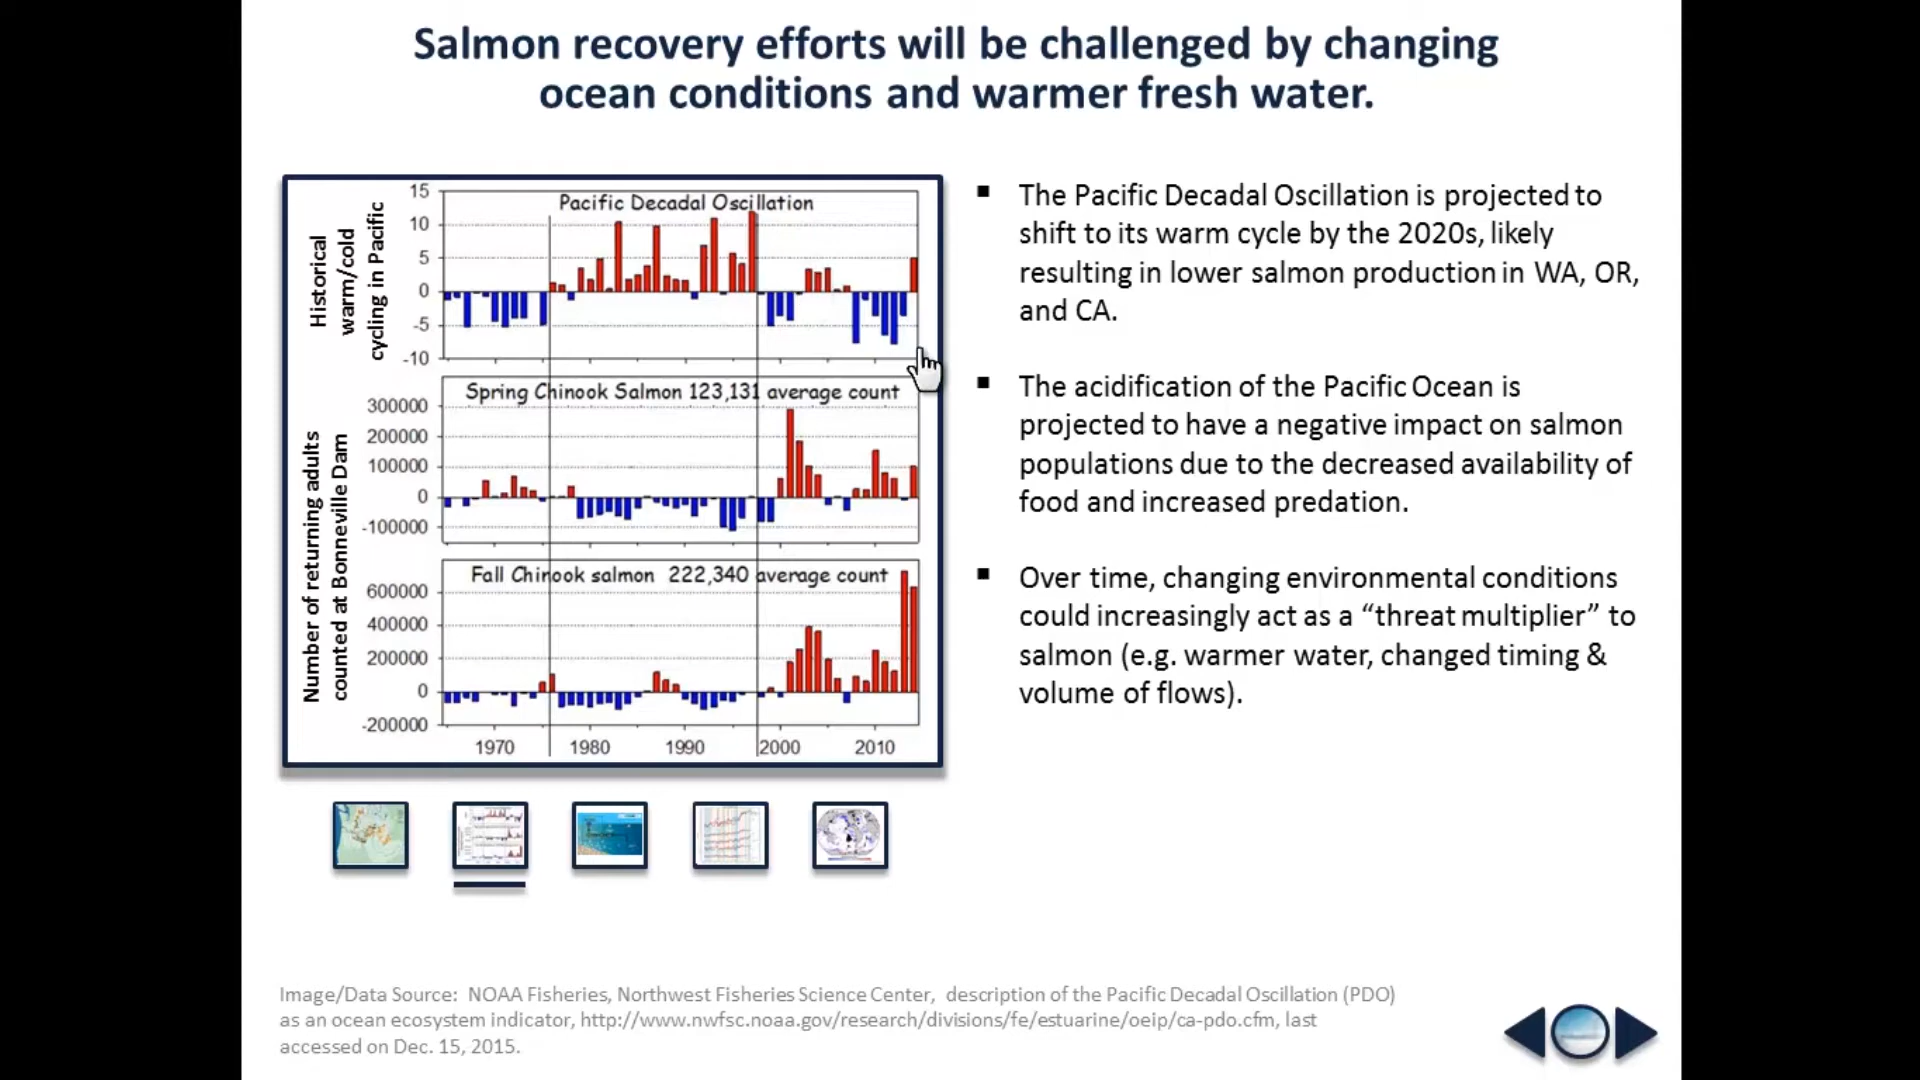 Salmon recovery efforts will be challenged by changing
ocean conditions and warmer fresh water.
Historical
warm/cold
cycling in Pacific
Pacific Decadal Oscillation
15
10
5
0
-5
-10
Number of returning adults
counted at Bonneville Dam
Spring Chinook Salmon 123,131 average count
300000
200000
100000
0
-100000
Fall Chinook salmon 222,340 average count
600000
400000
200000
0
-200000
1970 1980 1990 2000 2010
▪ The Pacific Decadal Oscillation is projected to
shift to its warm cycle by the 2020s, likely
resulting in lower salmon production in WA, OR,
and CA.
▪ The acidification of the Pacific Ocean is
projected to have a negative impact on salmon
populations due to the decreased availability of
food and increased predation.
▪ Over time, changing environmental conditions
could increasingly act as a “threat multiplier” to
salmon (e.g. warmer water, changed timing &
volume of flows).
Image/Data Source: NOAA Fisheries, Northwest Fisheries Science Center, description of the Pacific Decadal Oscillation (PDO)
as an ocean ecosystem indicator, http://www.nwfsc.noaa.gov/research/divisions/fe/estuarine/oeip/ca-pdo.cfm, last
accessed on Dec. 15, 2015.